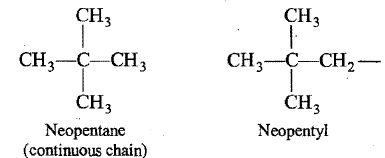 CH3 CH3
CH3—C—CH3 CH3—C—CH2—
CH3 CH3
Neopentane Neopentyl
(continuous chain)